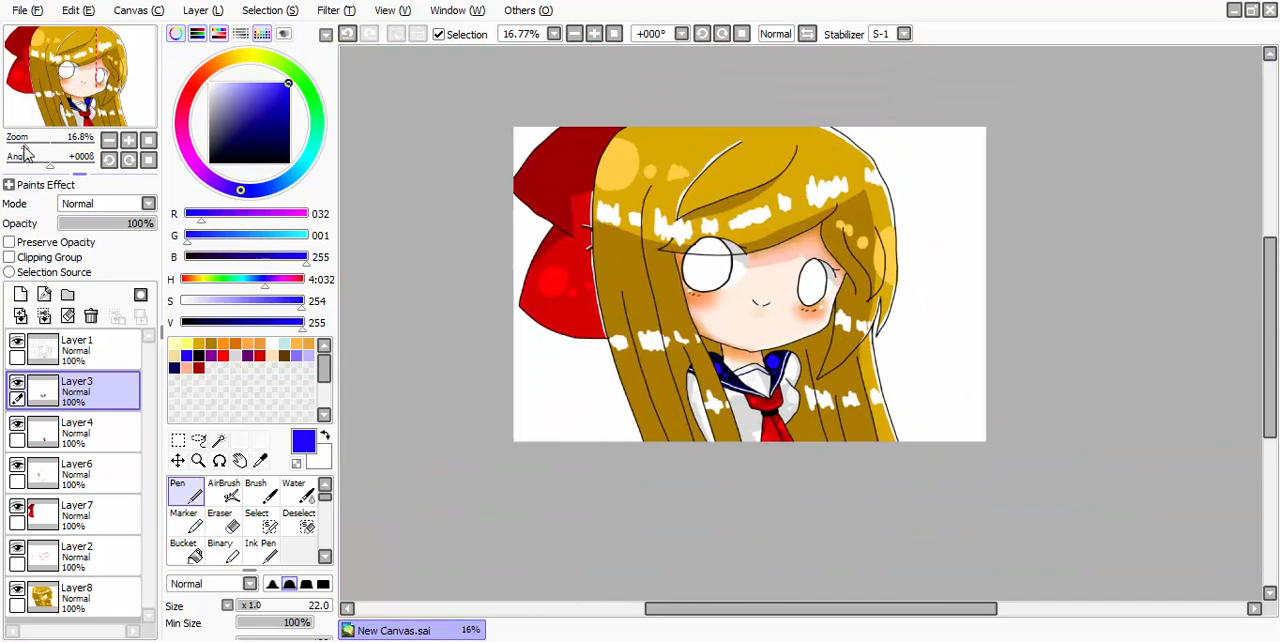 File (F) Edit (E) Canvas (C) Layer (L) Selection (S) Filter (T) View (V) Window (W) Others (O)
Selection 16.77% +000° Normal Stabilizer S-1
Zoom 16.8%
Ang +0008
Paints Effect
Mode Normal
Opacity 100%
Preserve Opacity
Clipping Group
Selection Source
Layer1
Normal
100%
Layer3
Normal
100%
Layer4
Normal
100%
Layer6
Normal
100%
Layer7
Normal
100%
Layer2
Normal
100%
Layer8
Normal
100%
R 032
G 001
B 255
H 4:032
S 254
V 255
Pen AirBrush Brush Water
Marker Eraser Select Deselect
Bucket Binary Ink Pen
Normal
Size x 1.0 22.0
Min Size 100%
New Canvas.sai 16%